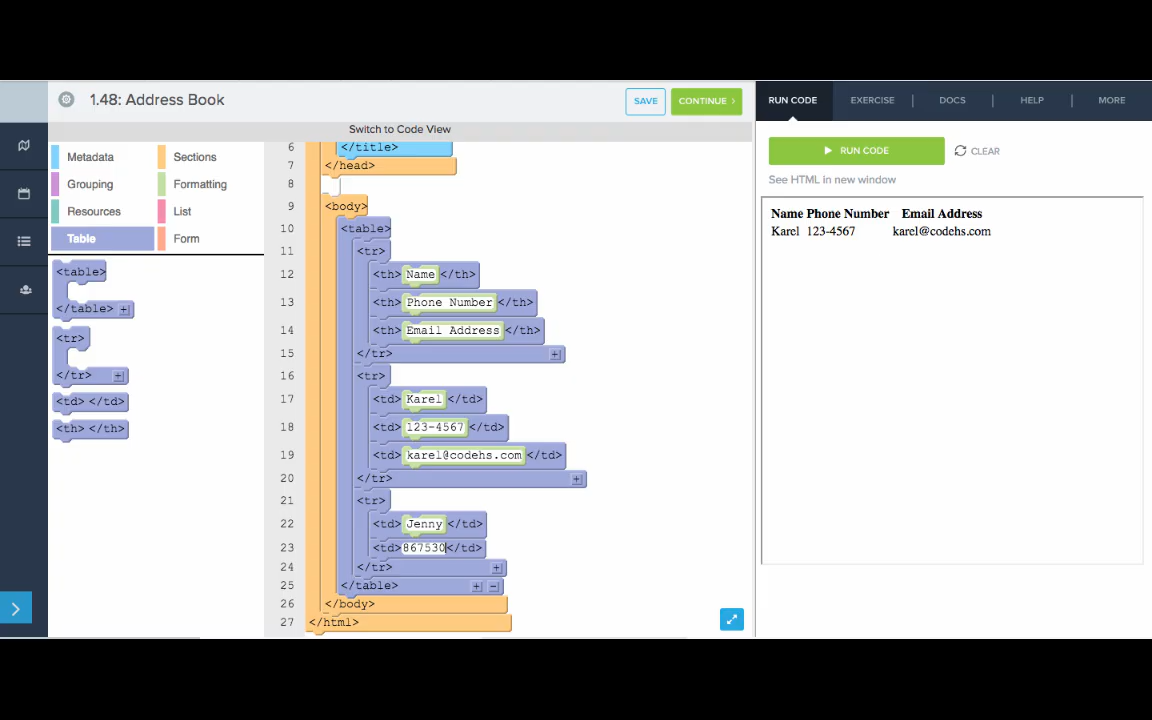 1.48: Address Book
SAVE
CONTINUE >
RUN CODE
EXERCISE
DOCS
HELP
MORE
Switch to Code View
Metadata
Sections
Grouping
Formatting
Resources
List
Table
Form
<table>
</table>
<tr>
</tr>
<td> </td>
<th> </th>
6 </title>
7 </head>
8
9 <body>
10 <table>
11 <tr>
12 <th> Name </th>
13 <th> Phone Number </th>
14 <th> Email Address </th>
15 </tr>
16 <tr>
17 <td> Karel </td>
18 <td> 123-4567 </td>
19 <td> karel@codehs.com </td>
20 </tr>
21 <tr>
22 <td> Jenny </td>
23 <td>867530</td>
24 </tr>
25 </table>
26 </body>
27 </html>
RUN CODE
CLEAR
See HTML in new window
Name Phone Number Email Address
Karel 123-4567 karel@codehs.com